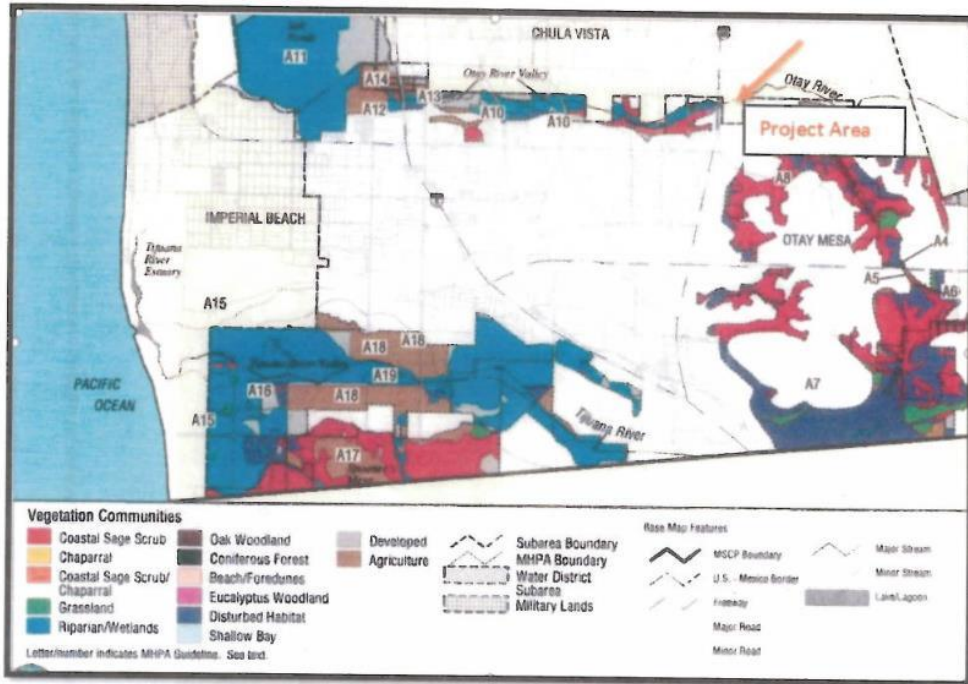 CHULA VISTA
A11
A14
Otay River Valley
Otay River
A13
A12
A10
A10
Project Area
A8
IMPERIAL BEACH
OTAY MESA
A4
Tijuana
River
Estuary
A5
A6
A15
A18
A18
A19
A7
PACIFIC
OCEAN
A16
A18
A15
Tijuana River
A17
Vegetation Communities
Coastal Sage Scrub
Chaparral
Coastal Sage Scrub/
Chaparral
Grassland
Riparian/Wetlands
Oak Woodland
Coniferous Forest
Beach/Foredunes
Eucalyptus Woodland
Disturbed Habitat
Shallow Bay
Developed
Agriculture
Subarea Boundary
MHPA Boundary
Water District
Subarea
Military Lands
Base Map Features
MSCP Boundary
U.S. - Mexico Border
Freeway
Major Road
Minor Road
Major Stream
Minor Stream
Lake/Lagoon
Letter/number indicates MHPA Guideline. See text.